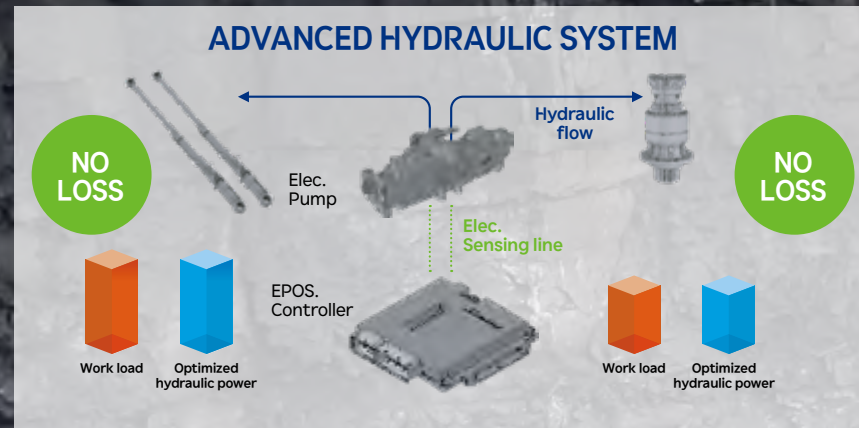 ADVANCED HYDRAULIC SYSTEM
Hydraulic
flow
NO
LOSS
NO
LOSS
Elec.
Pump
Elec.
Sensing line
EPOS.
Controller
Work load
Optimized
hydraulic power
Work load
Optimized
hydraulic power